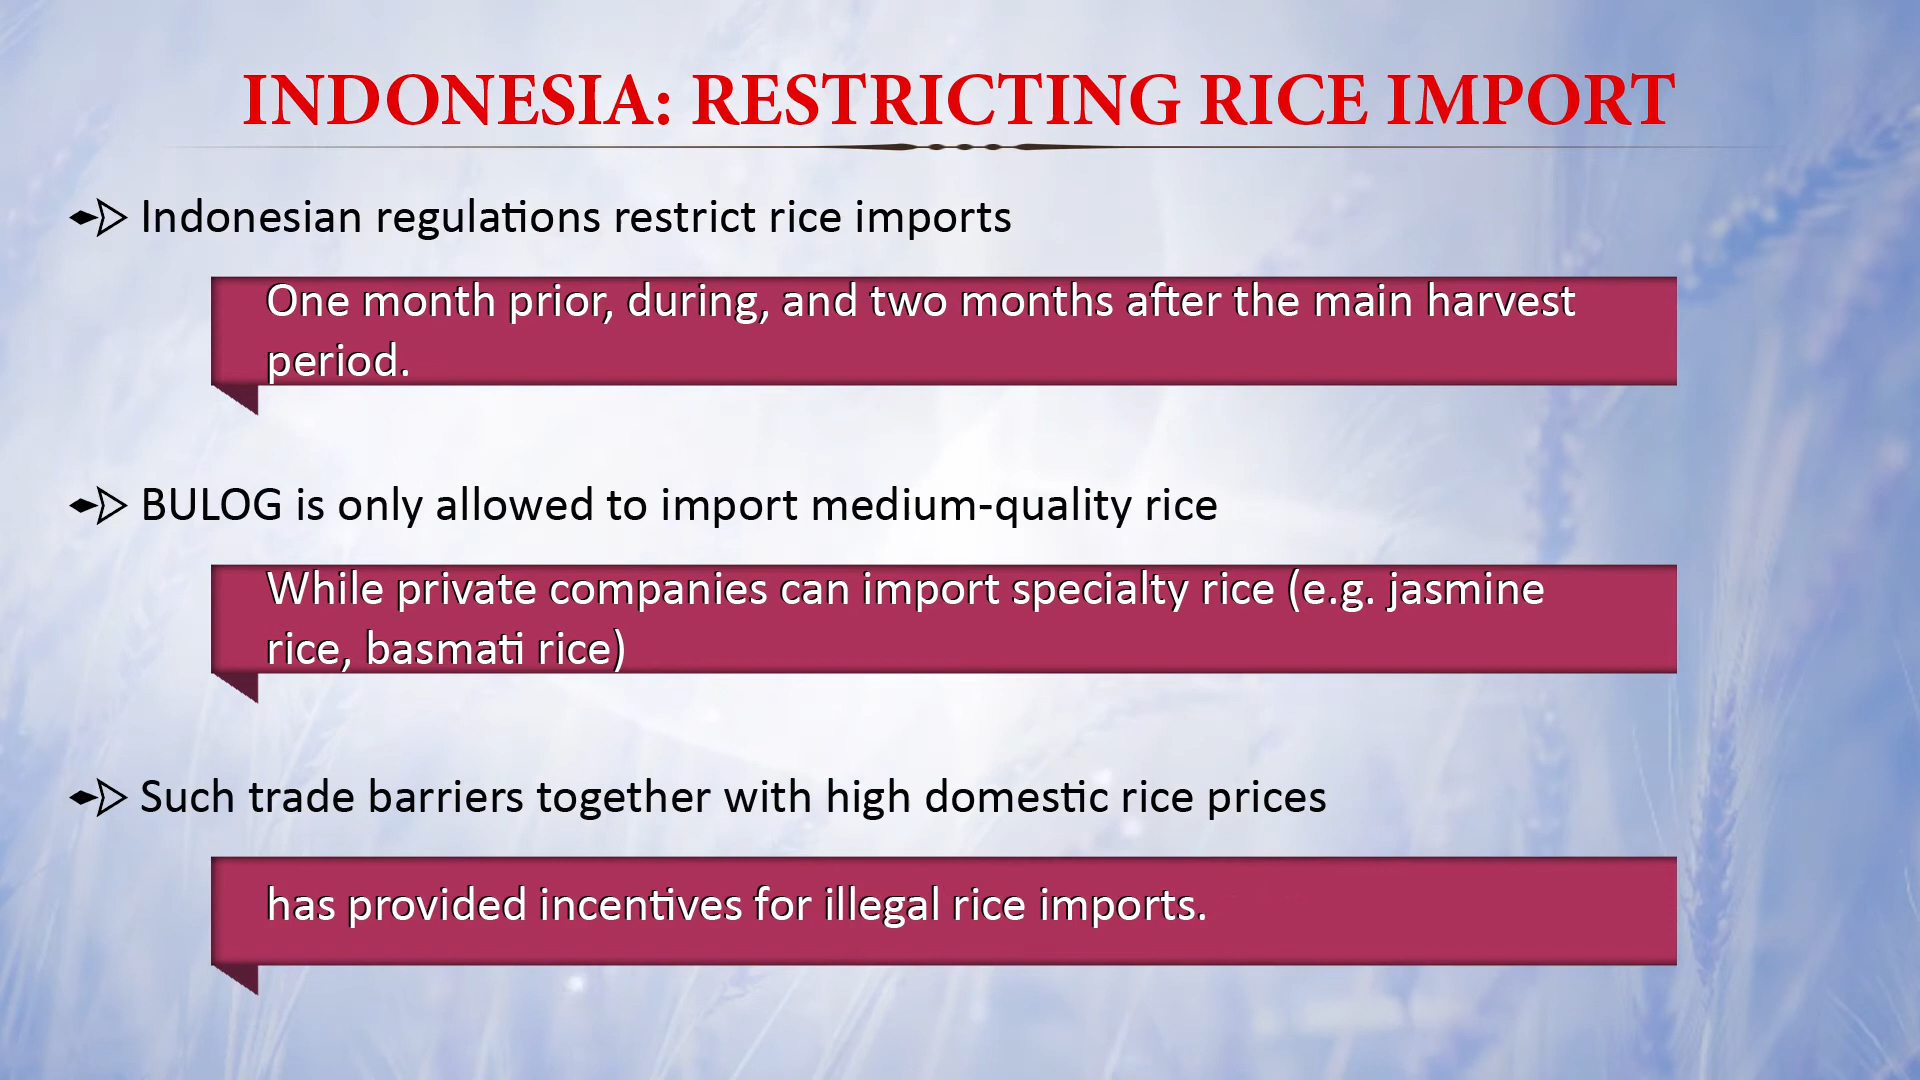 INDONESIA: RESTRICTING RICE IMPORT
Indonesian regulations restrict rice imports
One month prior, during, and two months after the main harvest
period.
BULOG is only allowed to import medium-quality rice
While private companies can import specialty rice (e.g. jasmine
rice, basmati rice)
Such trade barriers together with high domestic rice prices
has provided incentives for illegal rice imports.